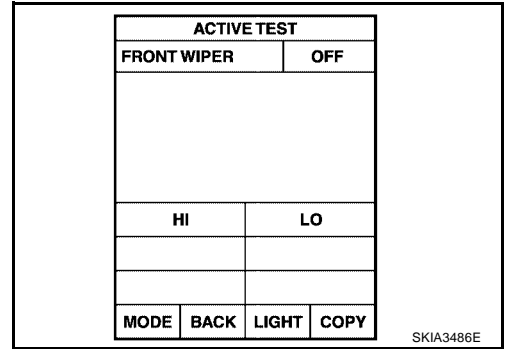 ACTIVE TEST
FRONT WIPER OFF
HI LO
MODE BACK LIGHT COPY
SKIA3486E